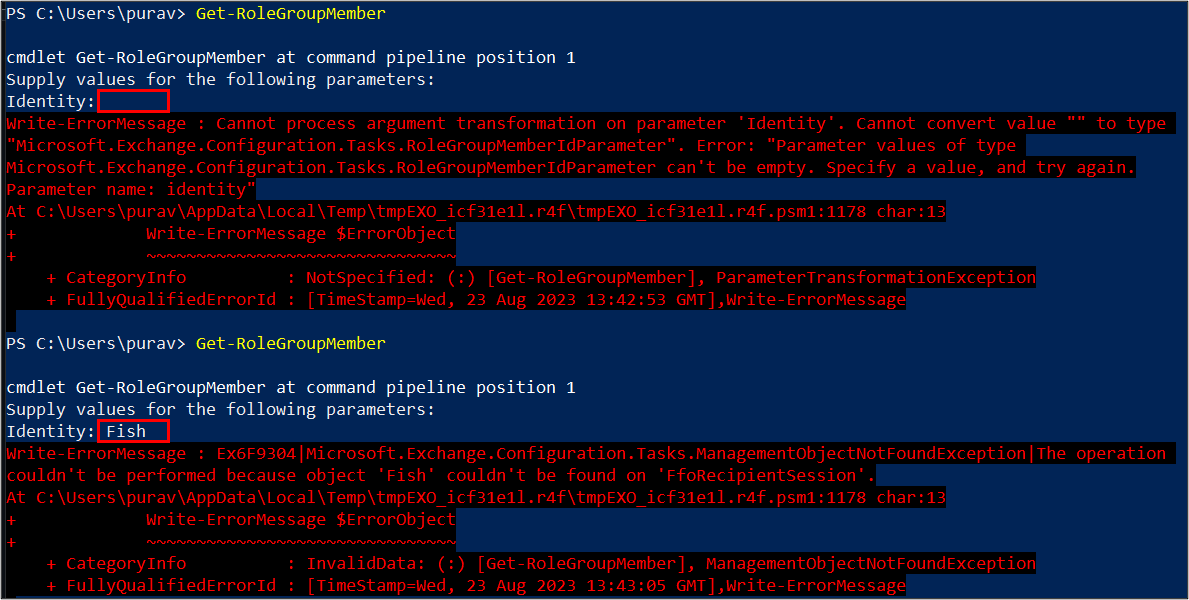 PS C:\Users\purav> Get-RoleGroupMember
cmdlet Get-RoleGroupMember at command pipeline position 1
Supply values for the following parameters:
Identity:
Write-ErrorMessage : Cannot process argument transformation on parameter 'Identity'. Cannot convert value "" to type
"Microsoft.Exchange.Configuration.Tasks.RoleGroupMemberIdParameter". Error: "Parameter values of type
Microsoft.Exchange.Configuration.Tasks.RoleGroupMemberIdParameter can't be empty. Specify a value, and try again.
Parameter name: identity"
At C:\Users\purav\AppData\Local\Temp\tmpEXO_icf31e1l.r4f\tmpEXO_icf31e1l.r4f.psm1:1178 char:13
+             Write-ErrorMessage $ErrorObject
+             ~~~~~~~~~~~~~~~~~~~~~~~~~~~~~~~
    + CategoryInfo          : NotSpecified: (:) [Get-RoleGroupMember], ParameterTransformationException
    + FullyQualifiedErrorId : [TimeStamp=Wed, 23 Aug 2023 13:42:53 GMT],Write-ErrorMessage
PS C:\Users\purav> Get-RoleGroupMember
cmdlet Get-RoleGroupMember at command pipeline position 1
Supply values for the following parameters:
Identity: Fish
Write-ErrorMessage : Ex6F9304|Microsoft.Exchange.Configuration.Tasks.ManagementObjectNotFoundException|The operation
couldn't be performed because object 'Fish' couldn't be found on 'FfoRecipientSession'.
At C:\Users\purav\AppData\Local\Temp\tmpEXO_icf31e1l.r4f\tmpEXO_icf31e1l.r4f.psm1:1178 char:13
+             Write-ErrorMessage $ErrorObject
+             ~~~~~~~~~~~~~~~~~~~~~~~~~~~~~~~
    + CategoryInfo          : InvalidData: (:) [Get-RoleGroupMember], ManagementObjectNotFoundException
    + FullyQualifiedErrorId : [TimeStamp=Wed, 23 Aug 2023 13:43:05 GMT],Write-ErrorMessage